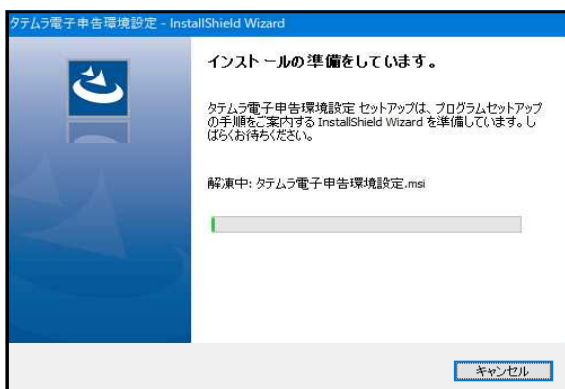 タテムラ電子申告環境設定 - InstallShield Wizard
インストールの準備をしています。
タテムラ電子申告環境設定 セットアップは、プログラムセットアップ
の手順をご案内する InstallShield Wizard を準備しています。し
ばらくお待ちください。
解凍中: タテムラ電子申告環境設定.msi
キャンセル